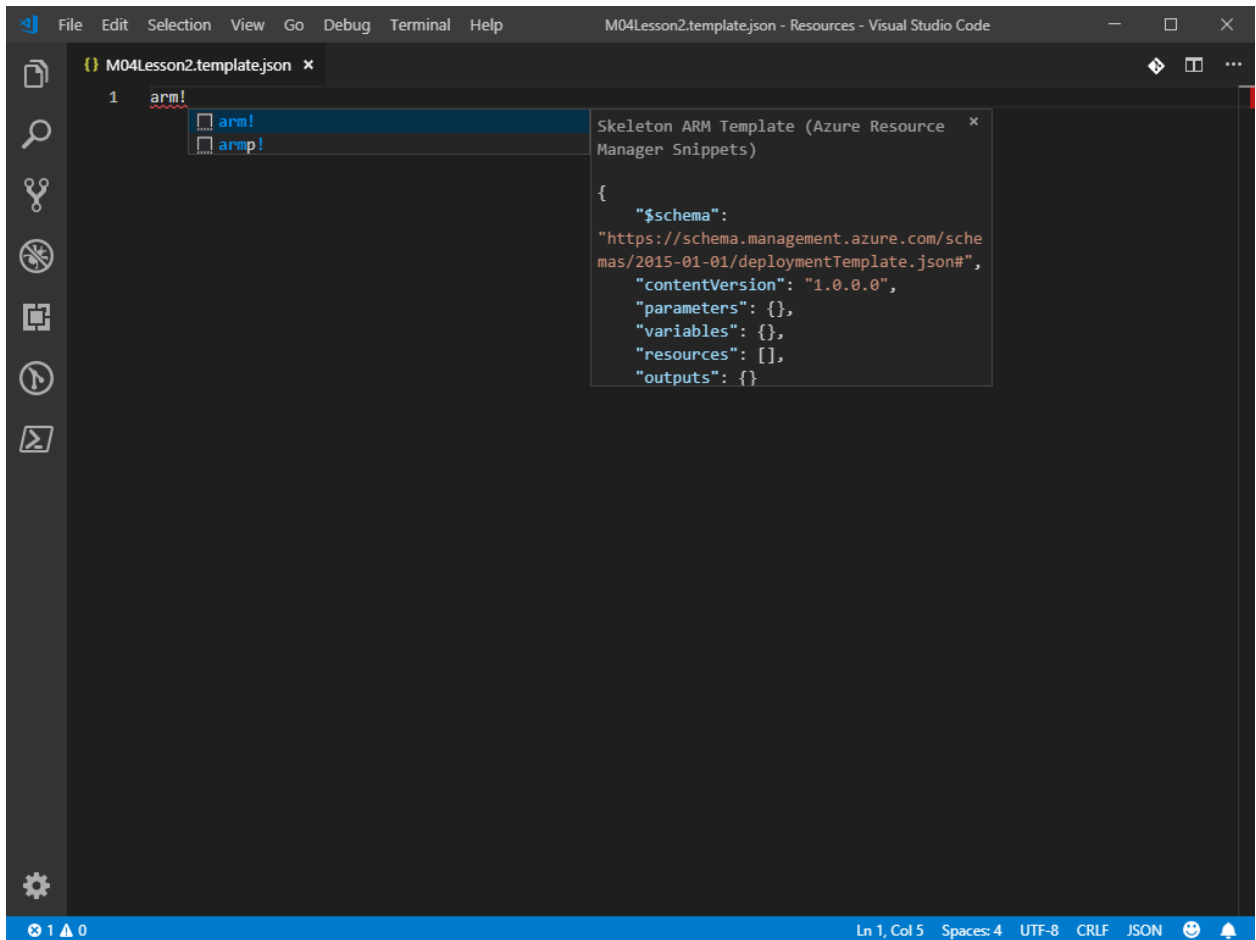 File Edit Selection View Go Debug Terminal Help M04Lesson2.template.json - Resources - Visual Studio Code
{} M04Lesson2.template.json ×
1 arm!
arm!
armp!
Skeleton ARM Template (Azure Resource
Manager Snippets)
{
"$schema":
"https://schema.management.azure.com/sche
mas/2015-01-01/deploymentTemplate.json#",
"contentVersion": "1.0.0.0",
"parameters": {},
"variables": {},
"resources": [],
"outputs": {}
1 0 Ln 1, Col 5 Spaces: 4 UTF-8 CRLF JSON